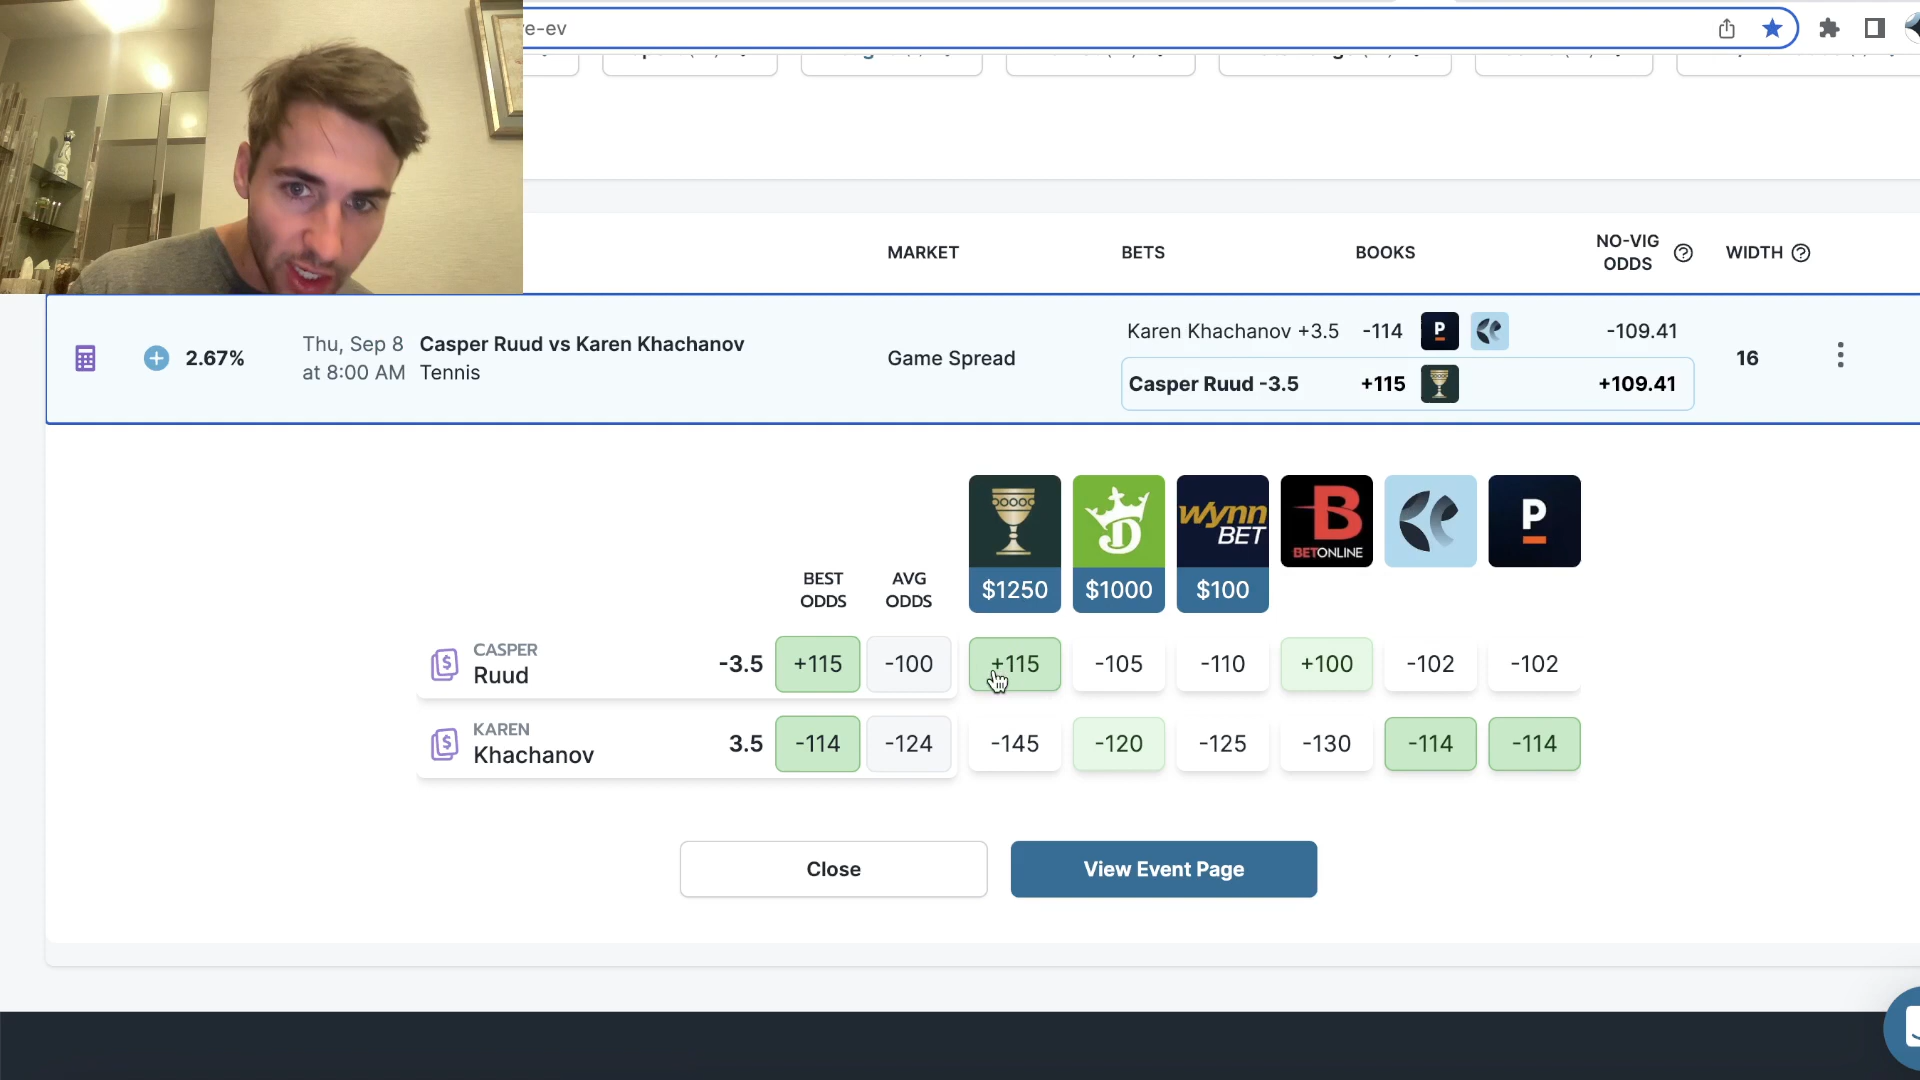 re-ev
MARKET BETS BOOKS NO-VIG ODDS WIDTH
2.67% Thu, Sep 8 at 8:00 AM Casper Ruud vs Karen Khachanov Tennis Game Spread
Karen Khachanov +3.5 -114 P -109.41
Casper Ruud -3.5 +115 +109.41
16
wynn BET B BETONLINE P
BEST ODDS AVG ODDS $1250 $1000 $100
CASPER
Ruud -3.5 +115 -100 +115 -105 -110 +100 -102 -102
KAREN
Khachanov 3.5 -114 -124 -145 -120 -125 -130 -114 -114
Close View Event Page